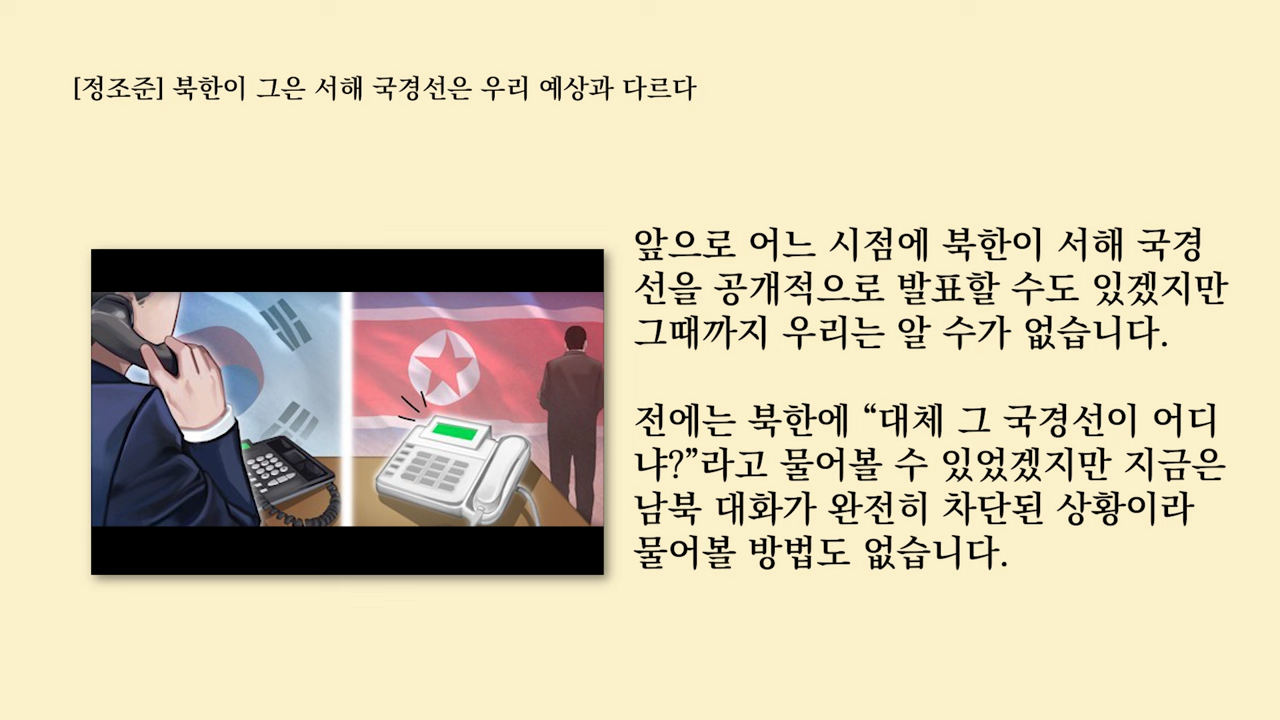 [정조준] 북한이 그은 서해 국경선은 우리 예상과 다르다
앞으로 어느 시점에 북한이 서해 국경
선을 공개적으로 발표할 수도 있겠지만
그때까지 우리는 알 수가 없습니다.
전에는 북한에 “대체 그 국경선이 어디
냐?”라고 물어볼 수 있었겠지만 지금은
남북 대화가 완전히 차단된 상황이라
물어볼 방법도 없습니다.